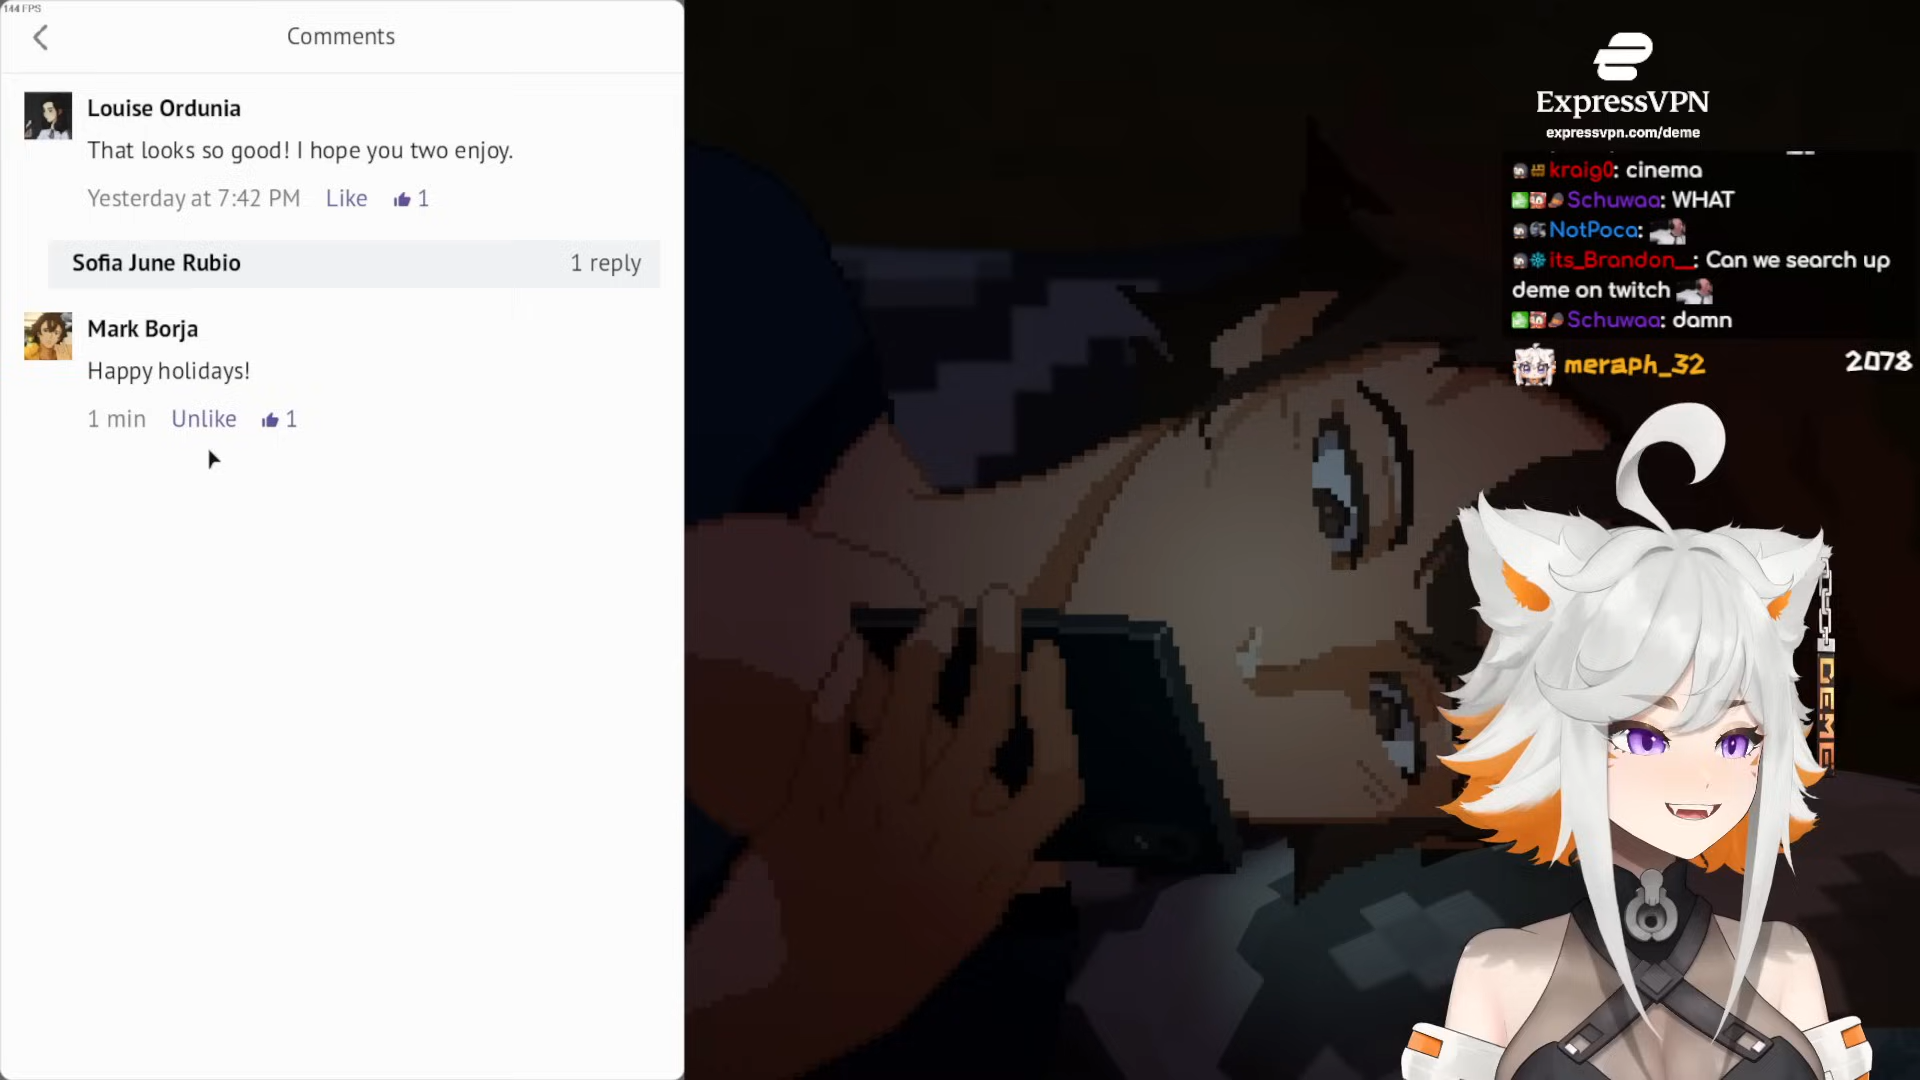 144 FPS
Comments
Louise Ordunia
That looks so good! I hope you two enjoy.
Yesterday at 7:42 PM Like 1
Sofia June Rubio 1 reply
Mark Borja
Happy holidays!
1 min Unlike 1
ExpressVPN
expressvpn.com/deme
kraig0: cinema
Schuwaa: WHAT
NotPoca:
its_Brandon__: Can we search up
deme on twitch
Schuwaa: damn
meraph_32 2078
DEME